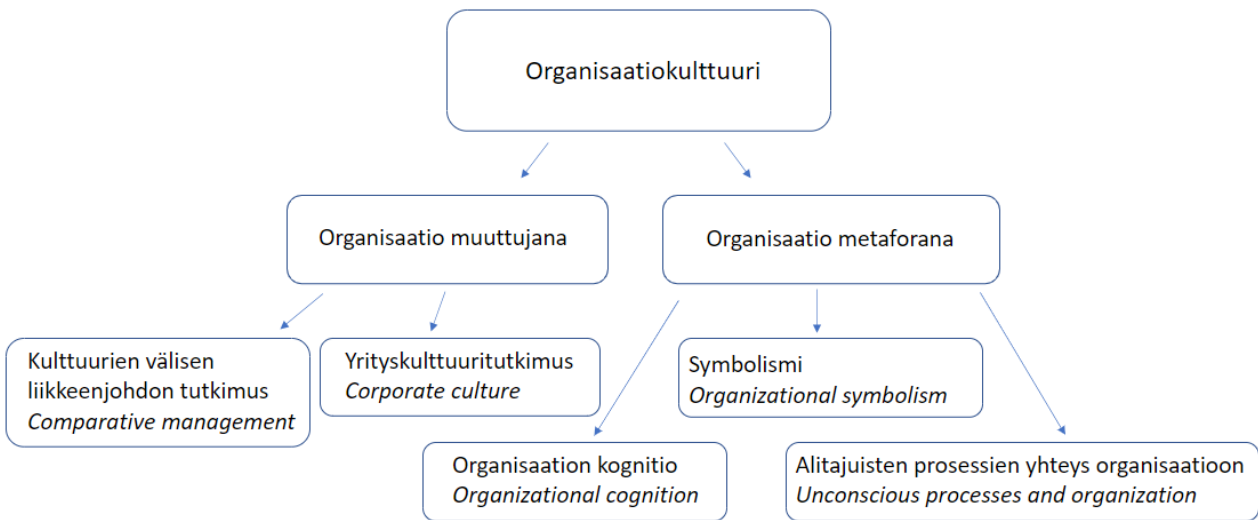 Organisaatiokulttuuri
Organisaatio muuttujana
Organisaatio metaforana
Kulttuurien välisen
liikkeenjohdon tutkimus
Comparative management
Yrityskulttuuritutkimus
Corporate culture
Symbolismi
Organizational symbolism
Organisaation kognitio
Organizational cognition
Alitajuisten prosessien yhteys organisaatioon
Unconscious processes and organization